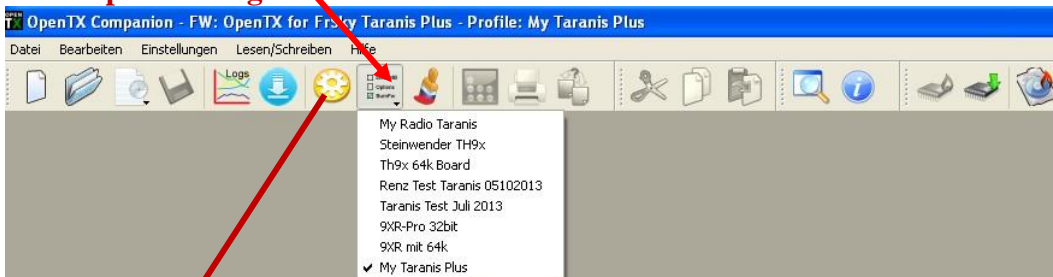 OpenTX Companion - FW: OpenTX for FrSky Taranis Plus - Profile: My Taranis Plus
Datei Bearbeiten Einstellungen Lesen/Schreiben Hilfe
Logs
My Radio Taranis
Steinwender TH9x
Th9x 64k Board
Renz Test Taranis 05102013
Taranis Test Juli 2013
9XR-Pro 32bit
9XR mit 64k
My Taranis Plus